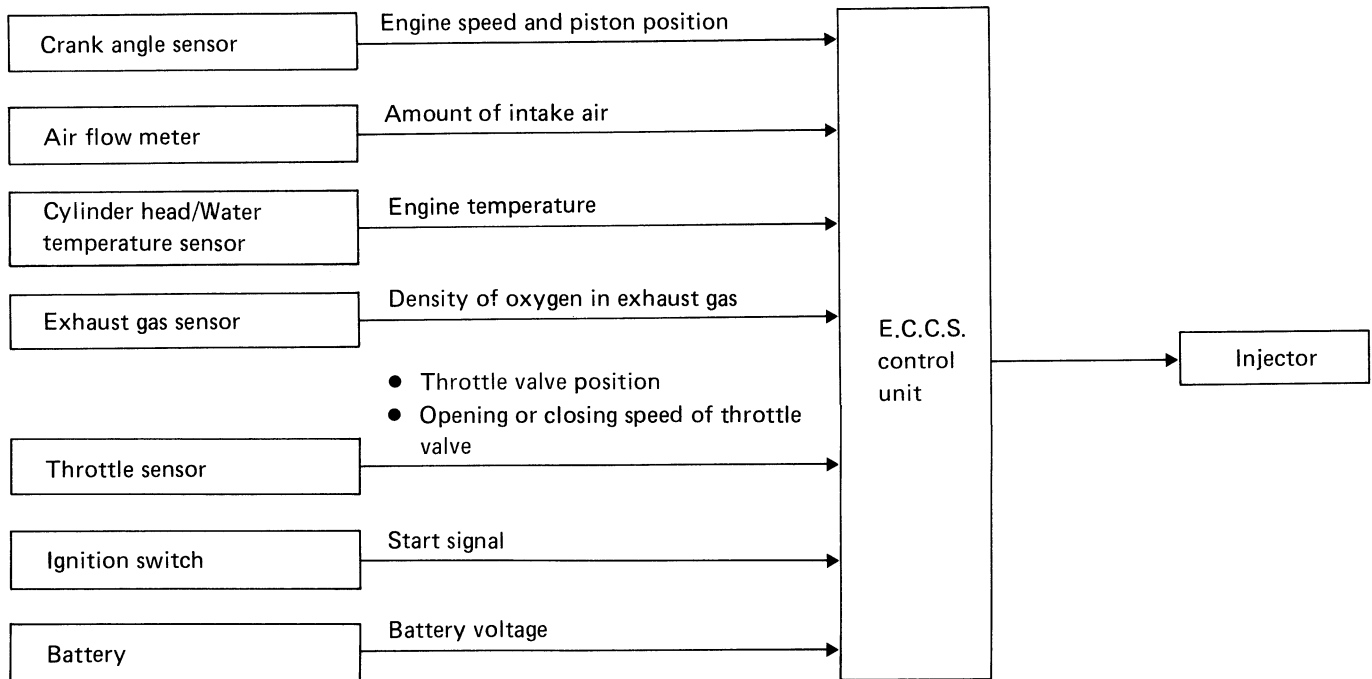 Crank angle sensor
Engine speed and piston position
Air flow meter
Amount of intake air
Cylinder head/Water
temperature sensor
Engine temperature
Exhaust gas sensor
Density of oxygen in exhaust gas
● Throttle valve position
● Opening or closing speed of throttle
valve
Throttle sensor
Ignition switch
Start signal
Battery
Battery voltage
E.C.C.S.
control
unit
Injector